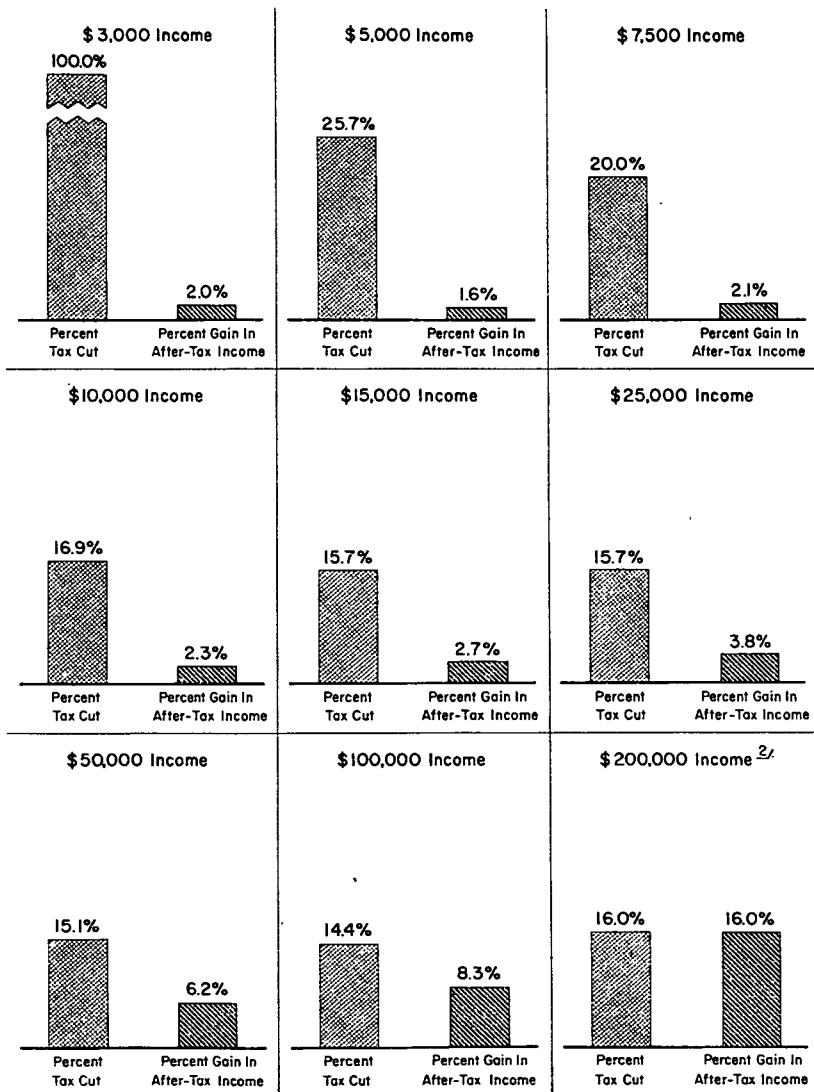 $3,000 Income
100.0%
2.0%
Percent Tax Cut
Percent Gain In After-Tax Income
$5,000 Income
25.7%
1.6%
Percent Tax Cut
Percent Gain In After-Tax Income
$7,500 Income
20.0%
2.1%
Percent Tax Cut
Percent Gain In After-Tax Income
$10,000 Income
16.9%
2.3%
Percent Tax Cut
Percent Gain In After-Tax Income
$15,000 Income
15.7%
2.7%
Percent Tax Cut
Percent Gain In After-Tax Income
$25,000 Income
15.7%
3.8%
Percent Tax Cut
Percent Gain In After-Tax Income
$50,000 Income
15.1%
6.2%
Percent Tax Cut
Percent Gain In After-Tax Income
$100,000 Income
14.4%
8.3%
Percent Tax Cut
Percent Gain In After-Tax Income
$200,000 Income 2/
16.0%
16.0%
Percent Tax Cut
Percent Gain In After-Tax Income